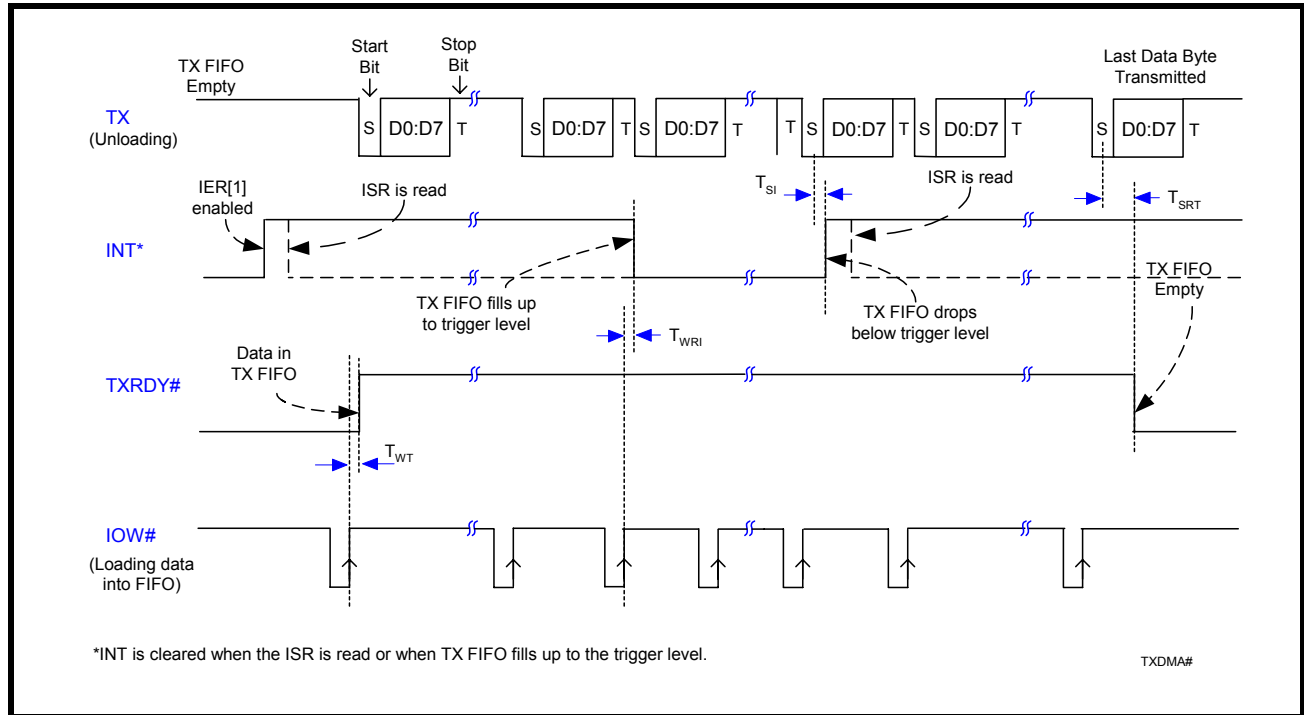 Start
Bit
Stop
Bit
TX FIFO
Empty
Last Data Byte
Transmitted
TX
(Unloading)
S D0:D7 T S D0:D7 T S D0:D7 T T S D0:D7 T S D0:D7 T S D0:D7 T
IER[1]
enabled
ISR is read
TSI
ISR is read
TSRT
INT*
TX FIFO fills up
to trigger level
TX FIFO drops
below trigger level
TX FIFO
Empty
TWRI
Data in
TX FIFO
TXRDY#
TWT
IOW#
(Loading data
into FIFO)
*INT is cleared when the ISR is read or when TX FIFO fills up to the trigger level.
TXDMA#